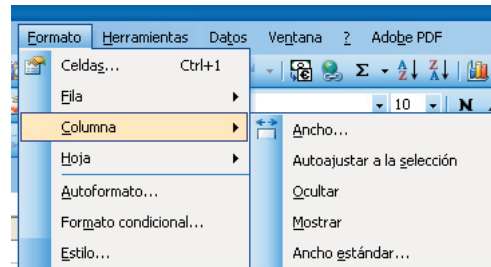 Formato Herramientas Datos Ventana ? Adobe PDF
Celdas... Ctrl+1
Fila
Columna
Hoja
Autoformato...
Formato condicional...
Estilo...
Σ A Z Z A
10 N
Ancho...
Autoajustar a la selección
Ocultar
Mostrar
Ancho estándar...